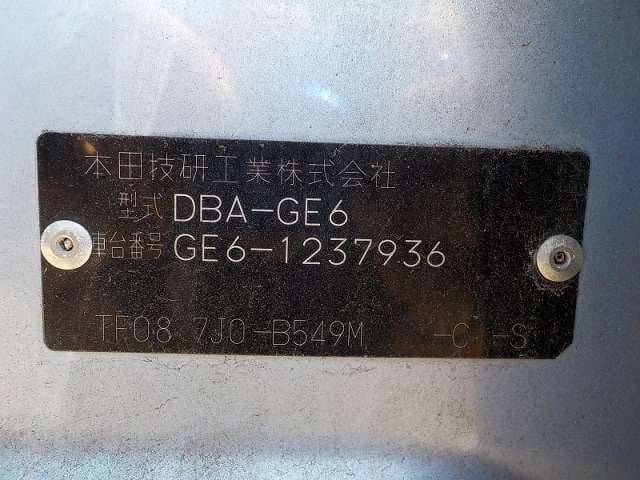 本田技研工業株式会社
型式 DBA-GE6
車台番号 GE6-1237936
TF08 7J0-B549M -C -S